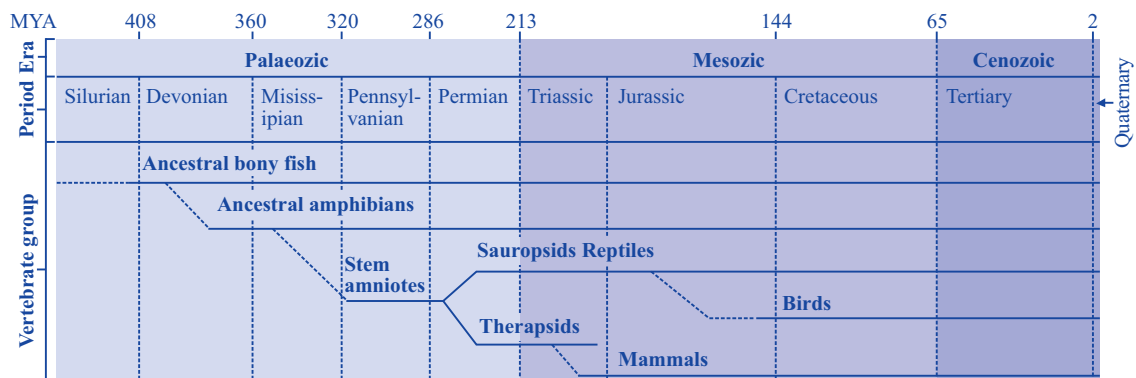 MYA 408 360 320 286 213 144 65 2
Era
Palaeozic Mesozic Cenozoic
Period
Silurian Devonian Misiss-
ipian Pennsyl-
vanian Permian Triassic Jurassic Cretaceous Tertiary
Quaternary
Vertebrate group
Ancestral bony fish
Ancestral amphibians
Stem
amniotes
Sauropsids Reptiles
Birds
Therapsids
Mammals